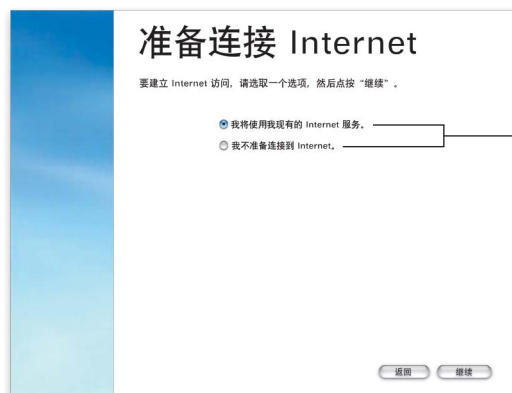 准备连接 Internet
要建立 Internet 访问，请选取一个选项，然后点按“继续”。
我将使用我现有的 Internet 服务。
我不准备连接到 Internet。
返回 继续